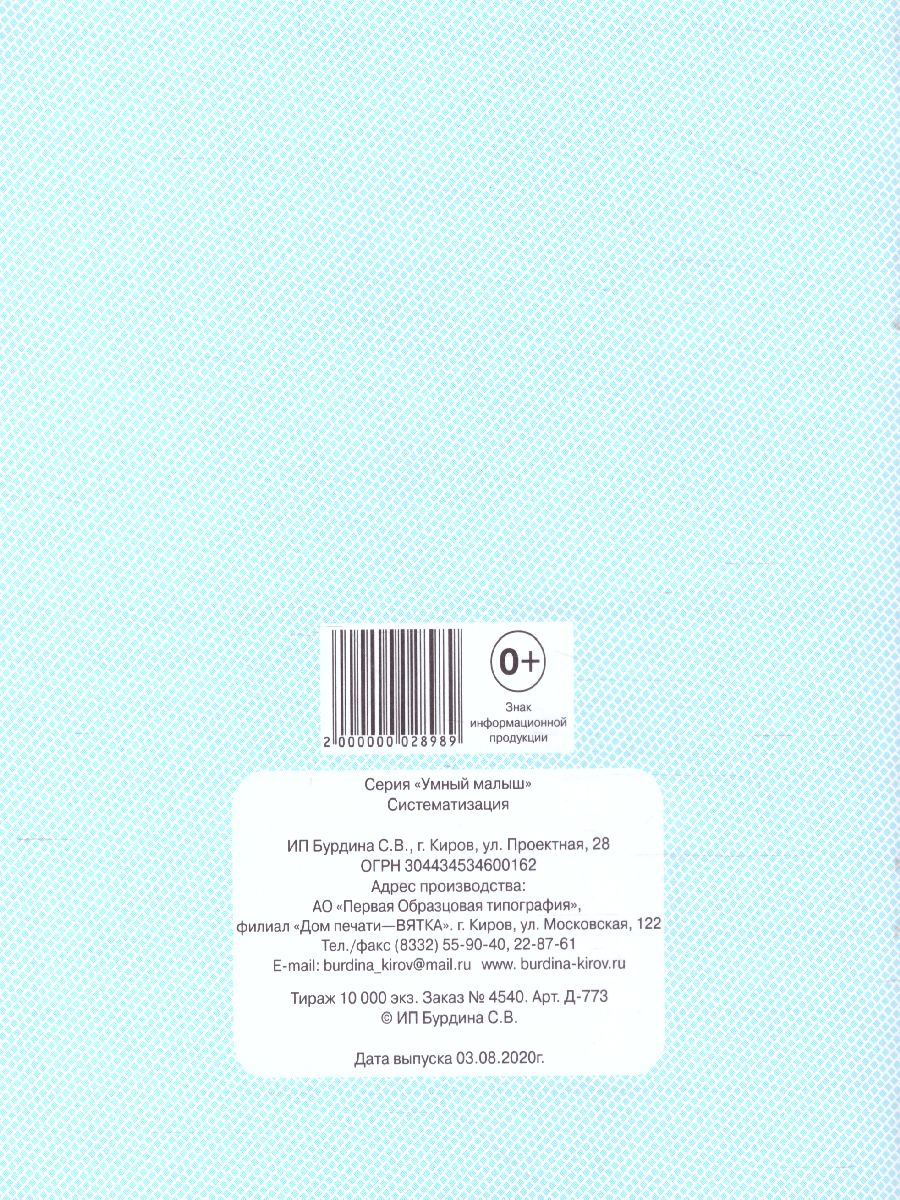 0+
Знак
информационной
продукции
2 000000 028989
Серия «Умный малыш»
Систематизация
ИП Бурдина С.В., г. Киров, ул. Проектная, 28
ОГРН 304434534600162
Адрес производства:
АО «Первая Образцовая типография»,
филиал «Дом печати—ВЯТКА». г. Киров, ул. Московская, 122
Тел./факс (8332) 55-90-40, 22-87-61
E-mail: burdina_kirov@mail.ru www. burdina-kirov.ru
Тираж 10 000 экз. Заказ № 4540. Арт. Д-773
© ИП Бурдина С.В.
Дата выпуска 03.08.2020г.